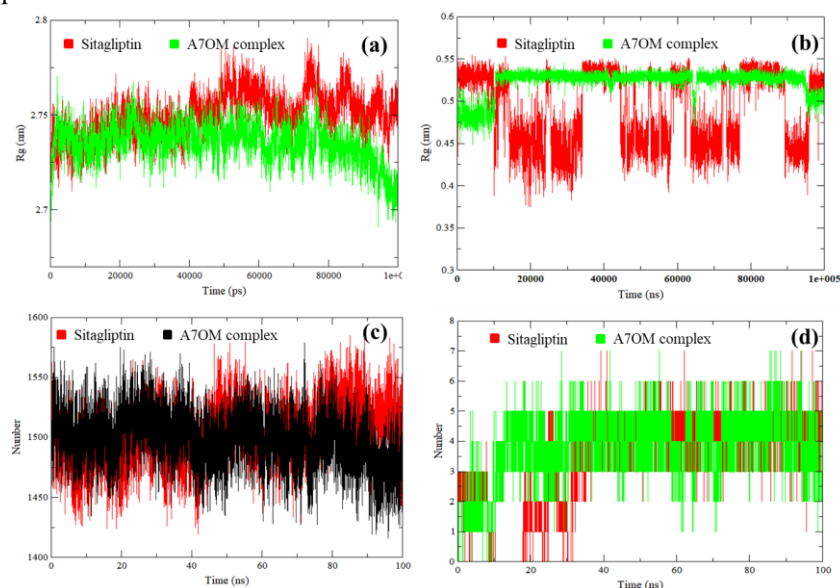 2.8
Sitagliptin A7OM complex (a)
2.75
Rg (nm)
2.7
0 20000 40000 60000 80000 1e+0
Time (ps)
0.6
0.55
Sitagliptin A7OM complex (b)
0.5
Rg (nm)
0.45
0.4
0.3
0 20000 40000 60000 80000 1e+005
Time (ns)
1600
Sitagliptin A7OM complex (c)
1550
Number
1500
1450
1400
0 20 40 60 80 100
Time (ns)
8
Sitagliptin A7OM complex (d)
7
6
5
Number
4
3
2
1
0
0 20 40 60 80 100
Time (ns)